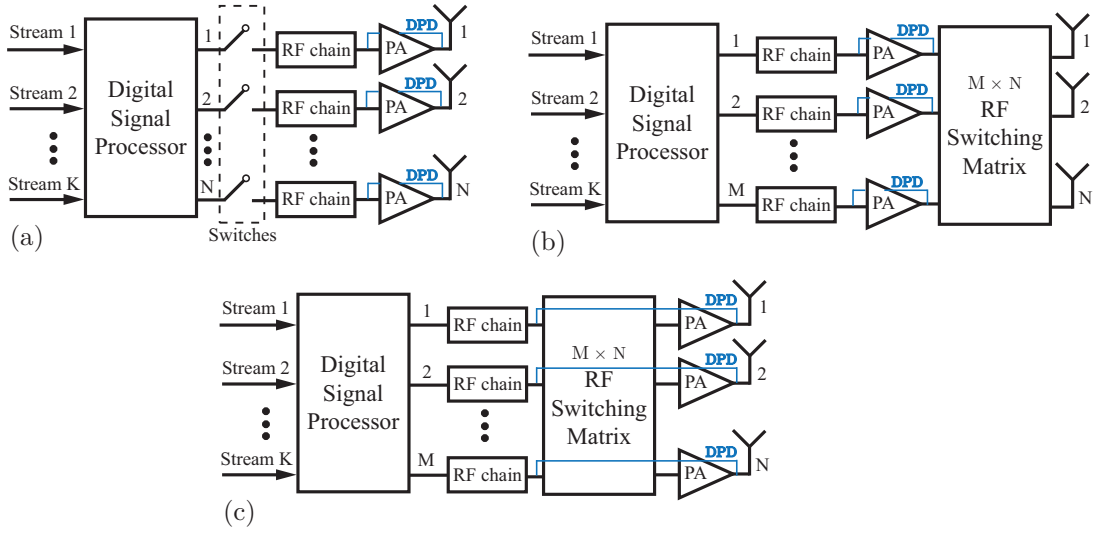 Stream 1
Stream 2
Stream K
Digital
Signal
Processor
1
2
N
Switches
RF chain
RF chain
RF chain
DPD
PA
1
DPD
PA
2
DPD
PA
N
(a)
Stream 1
Stream 2
Stream K
Digital
Signal
Processor
1
2
M
RF chain
RF chain
RF chain
DPD
PA
DPD
PA
DPD
PA
M × N
RF
Switching
Matrix
1
2
N
(b)
Stream 1
Stream 2
Stream K
Digital
Signal
Processor
1
2
M
RF chain
RF chain
RF chain
M × N
RF
Switching
Matrix
DPD
PA
1
DPD
PA
2
DPD
PA
N
(c)